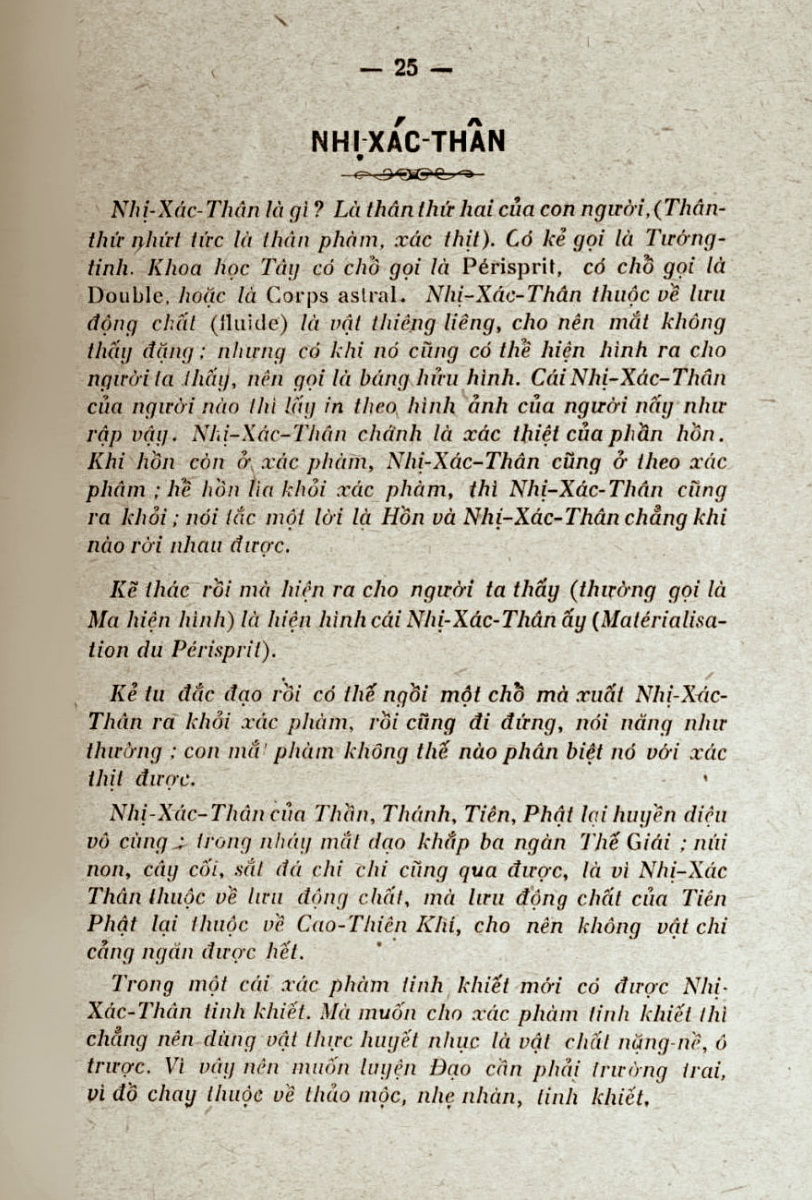 — 25 —
NHỊ-XÁC-THÂN
Nhị-Xác-Thân là gì ? Là thân thứ hai của con người, (Thân-
thứ nhứt tức là thân phàm, xác thịt). Có kẻ gọi là Tướng-
tinh. Khoa học Tây có chỗ gọi là Périsprit, có chỗ gọi là
Double, hoặc là Corps astral. Nhị-Xác-Thân thuộc về lưu
động chất (fluide) là vật thiêng liêng, cho nên mắt không
thấy đặng ; nhưng có khi nó cũng có thể hiện hình ra cho
người ta thấy, nên gọi là bán hữu hình. Cái Nhị-Xác-Thân
của người nào thì lấy in theo hình ảnh của người nấy như
rập vậy. Nhị-Xác-Thân chánh là xác thiệt của phần hồn.
Khi hồn còn ở xác phàm, Nhị-Xác-Thân cũng ở theo xác
phàm ; hề hồn lìa khỏi xác phàm, thì Nhị-Xác-Thân cũng
ra khỏi ; nói tắc một lời là Hồn và Nhị-Xác-Thân chẳng khi
nào rời nhau được.
Kẽ thác rồi mà hiện ra cho người ta thấy (thường gọi là
Ma hiện hình) là hiện hình cái Nhị-Xác-Thân ấy (Matérialisa-
tion du Périsprit).
Kẻ tu đắc đạo rồi có thể ngồi một chỗ mà xuất Nhị-Xác-
Thân ra khỏi xác phàm, rồi cũng đi đứng, nói năng như
thường ; con mắt phàm không thế nào phân biệt nó với xác
thịt được.
Nhị-Xác-Thân của Thần, Thánh, Tiên, Phật lại huyền diệu
vô cùng ; trong nháy mắt dạo khắp ba ngàn Thế Giái ; núi
non, cây cối, sắt đá chi chi cũng qua được, là vì Nhị-Xác
Thân thuộc về lưu động chất, mà lưu động chất của Tiên
Phật lại thuộc về Cao-Thiên Khí, cho nên không vật chi
cảng ngăn được hết.
Trong một cái xác phàm tinh khiết mới có được Nhị-
Xác-Thân tinh khiết. Mà muốn cho xác phàm tinh khiết thì
chẳng nên dùng vật thực huyết nhục là vật chất nặng-nề, ô
trược. Vì vậy nên muốn luyện Đạo cần phải trường trai,
vì đồ chay thuộc về thảo mộc, nhẹ nhàn, tinh khiết.